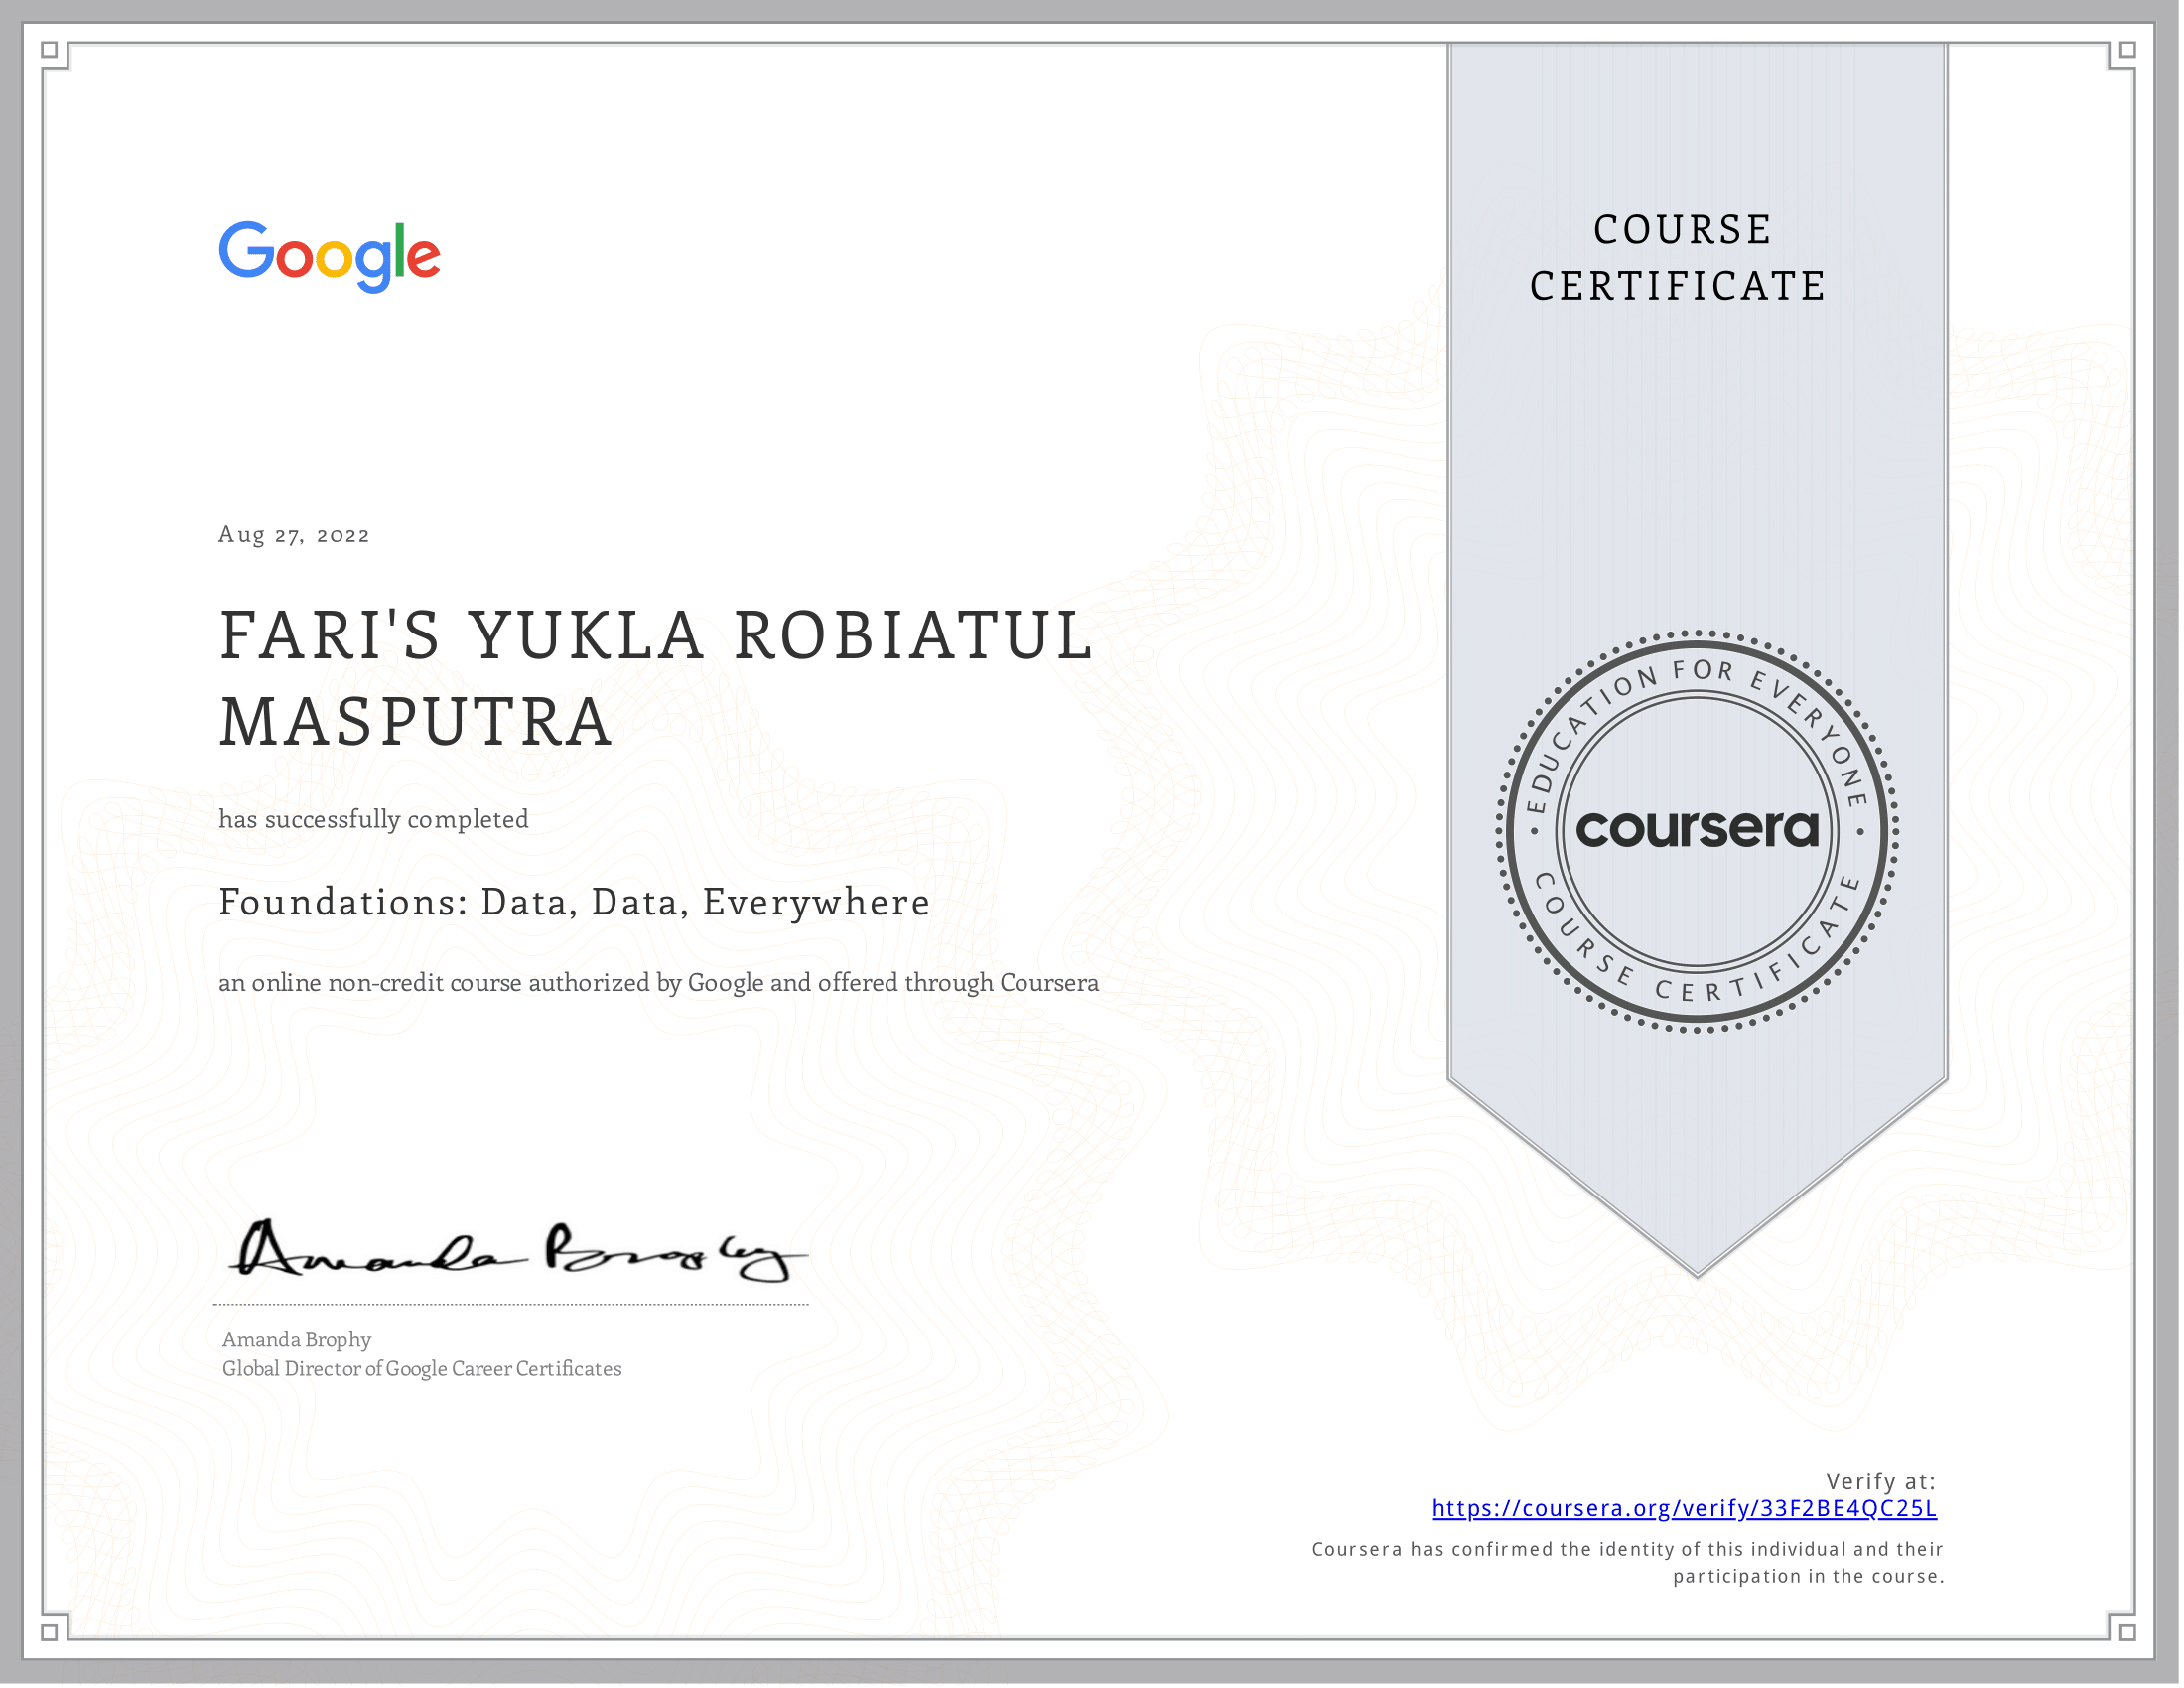 Google
COURSE
CERTIFICATE
Aug 27, 2022
FARI'S YUKLA ROBIATUL
MASPUTRA
has successfully completed
Foundations: Data, Data, Everywhere
an online non-credit course authorized by Google and offered through Coursera
EDUCATION FOR EVERYONE
coursera
COURSE CERTIFICATE
Amanda Brophy
Amanda Brophy
Global Director of Google Career Certificates
Verify at:
https://coursera.org/verify/33F2BE4QC25L
Coursera has confirmed the identity of this individual and their
participation in the course.